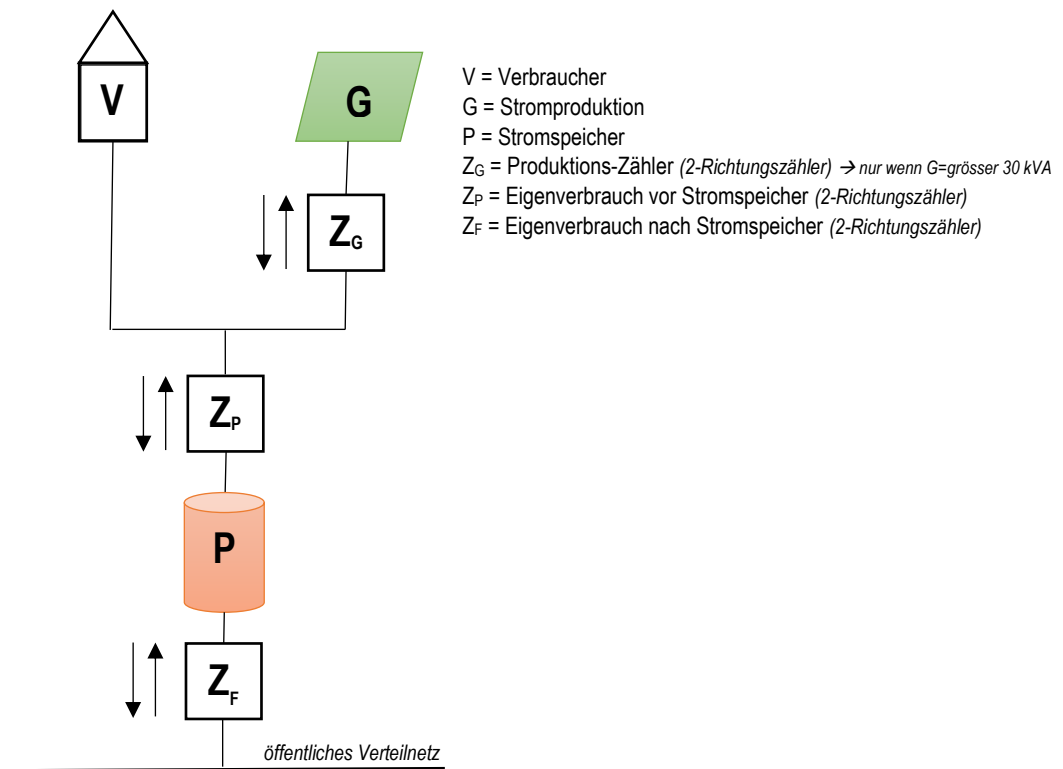 V
G
V = Verbraucher
G = Stromproduktion
P = Stromspeicher
ZG = Produktions-Zähler (2-Richtungszähler) → nur wenn G=grösser 30 kVA
ZP = Eigenverbrauch vor Stromspeicher (2-Richtungszähler)
ZF = Eigenverbrauch nach Stromspeicher (2-Richtungszähler)
ZG
ZP
P
ZF
öffentliches Verteilnetz